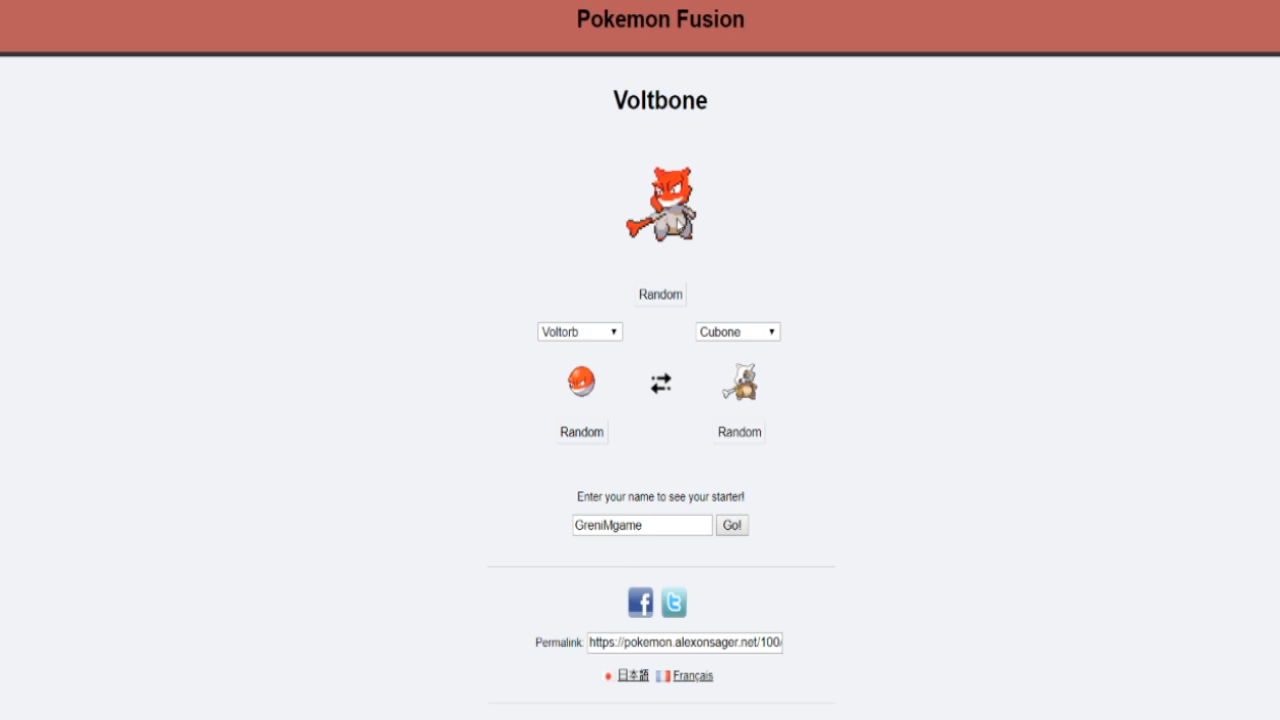 Pokemon Fusion
Voltbone
Random
Voltorb Cubone
Random Random
Enter your name to see your starter!
GreniMgame Go!
Permalink: https://pokemon.alexonsager.net/100/
日本語 Français